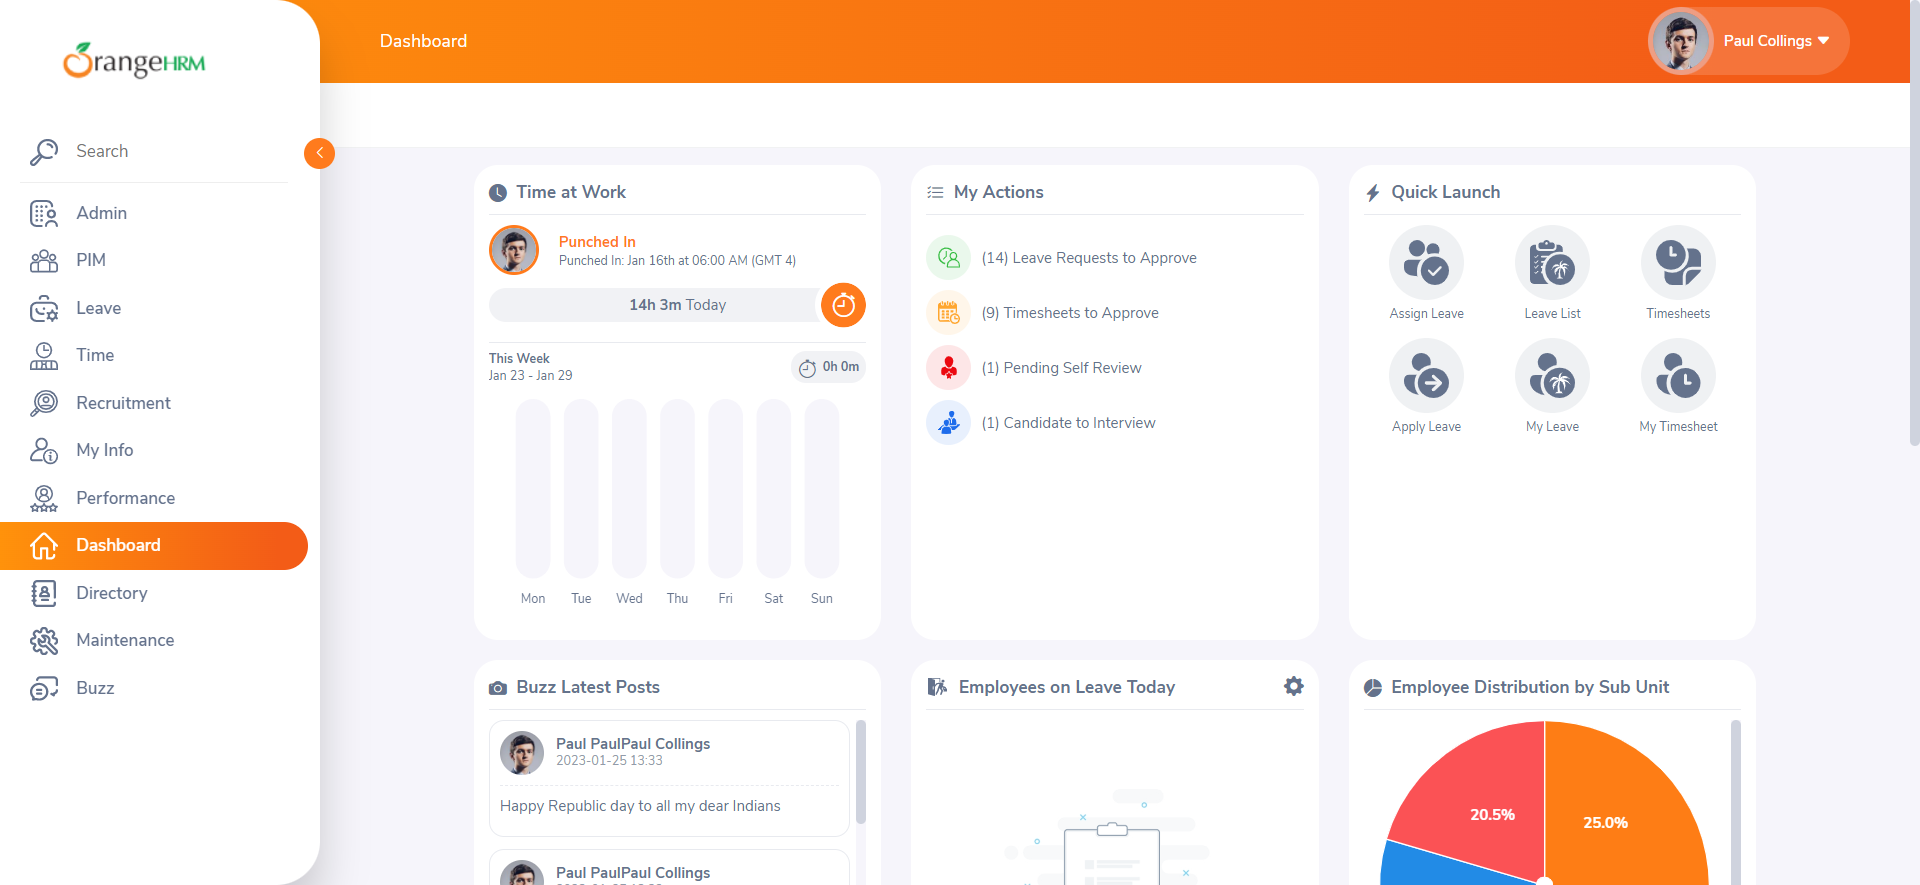 OrangeHRM
Dashboard
Paul Collings
Search
Admin
PIM
Leave
Time
Recruitment
My Info
Performance
Dashboard
Directory
Maintenance
Buzz
Time at Work
Punched In
Punched In: Jan 16th at 06:00 AM (GMT 4)
14h 3m Today
This Week
Jan 23 - Jan 29
0h 0m
Mon Tue Wed Thu Fri Sat Sun
My Actions
(14) Leave Requests to Approve
(9) Timesheets to Approve
(1) Pending Self Review
(1) Candidate to Interview
Quick Launch
Assign Leave Leave List Timesheets
Apply Leave My Leave My Timesheet
Buzz Latest Posts
Paul PaulPaul Collings
2023-01-25 13:33
Happy Republic day to all my dear Indians
Paul PaulPaul Collings
Employees on Leave Today
Employee Distribution by Sub Unit
20.5%
25.0%